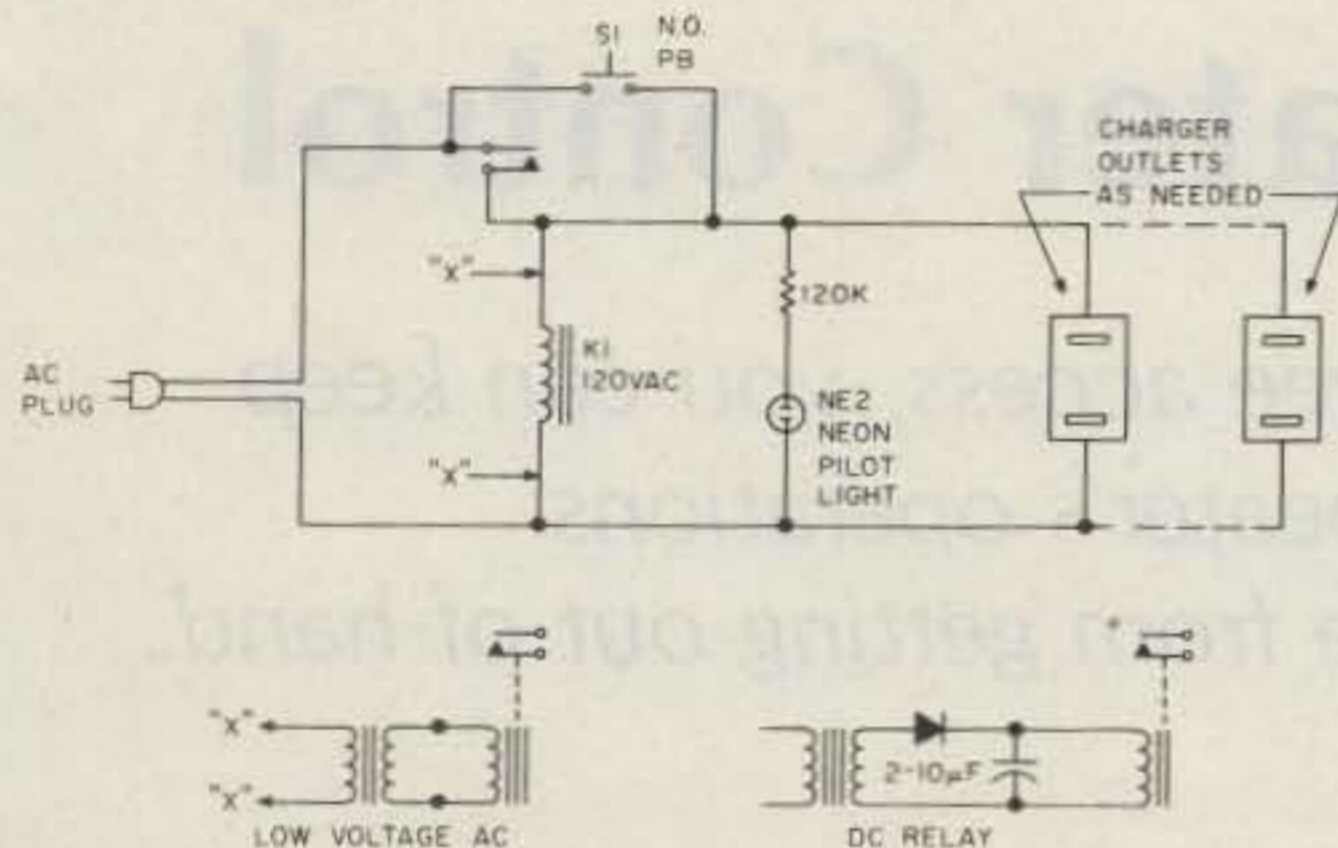 S1 N.O.
PB
CHARGER
OUTLETS
AS NEEDED
"X"
120K
K1
120VAC
AC
PLUG
NE2
NEON
PILOT
LIGHT
"X"
*
"X"
"X"
2-10µF
LOW VOLTAGE AC
DC RELAY